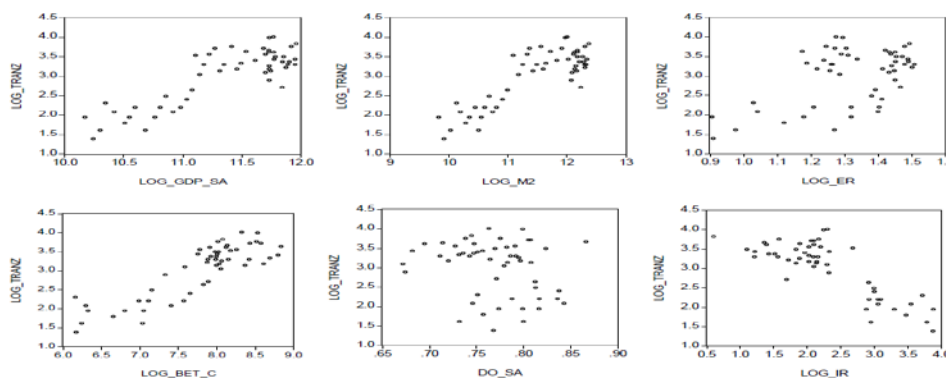 4.5 4.5 4.5
4.0 4.0 4.0
3.5 3.5 3.5
3.0 3.0 3.0
2.5 2.5 2.5
2.0 2.0 2.0
1.5 1.5 1.5
1.0 1.0 1.0
LOG_TRANZ LOG_TRANZ LOG_TRANZ
10.0 10.4 10.8 11.2 11.6 12.0 9 10 11 12 13 0.9 1.0 1.1 1.2 1.3 1.4 1.5 1.6
LOG_GDP_SA LOG_M2 LOG_ER
4.5 4.5 4.5
4.0 4.0 4.0
3.5 3.5 3.5
3.0 3.0 3.0
2.5 2.5 2.5
2.0 2.0 2.0
1.5 1.5 1.5
1.0 1.0 1.0
LOG_TRANZ LOG_TRANZ LOG_TRANZ
6.0 6.5 7.0 7.5 8.0 8.5 9.0 .65 .70 .75 .80 .85 .90 0.5 1.0 1.5 2.0 2.5 3.0 3.5 4.0
LOG_BET_C DO_SA LOG_IR